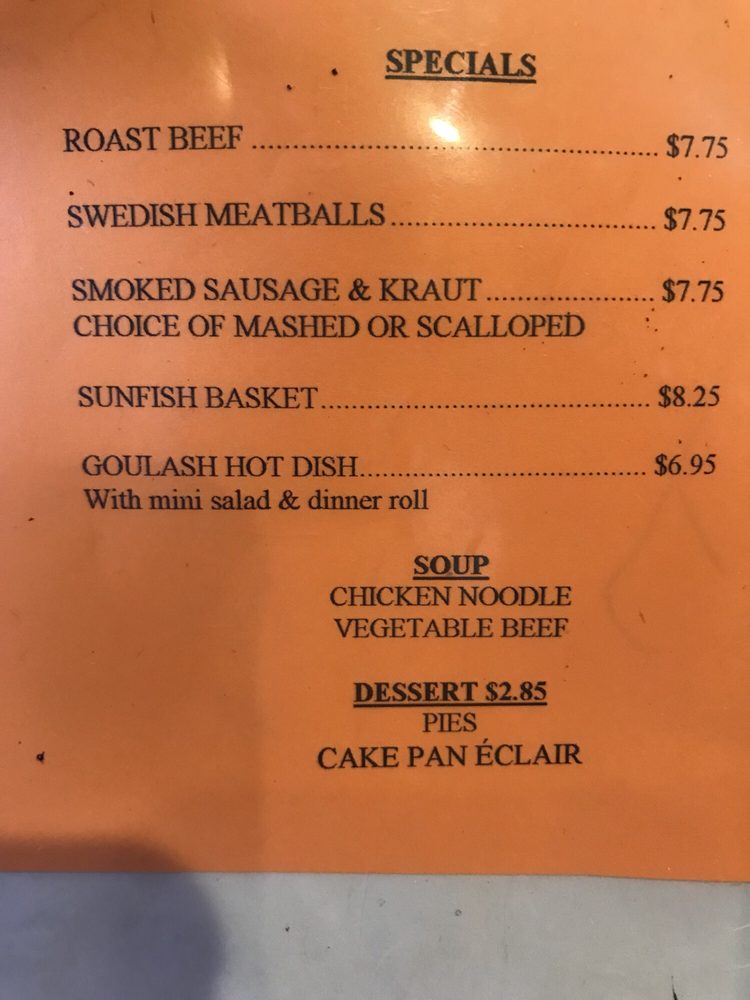 SPECIALS
ROAST BEEF ................................................ $7.75
SWEDISH MEATBALLS ................................ $7.75
SMOKED SAUSAGE & KRAUT .................... $7.75
CHOICE OF MASHED OR SCALLOPED
SUNFISH BASKET....................................... $8.25
GOULASH HOT DISH.................................. $6.95
With mini salad & dinner roll
SOUP
CHICKEN NOODLE
VEGETABLE BEEF
DESSERT $2.85
PIES
CAKE PAN ÉCLAIR